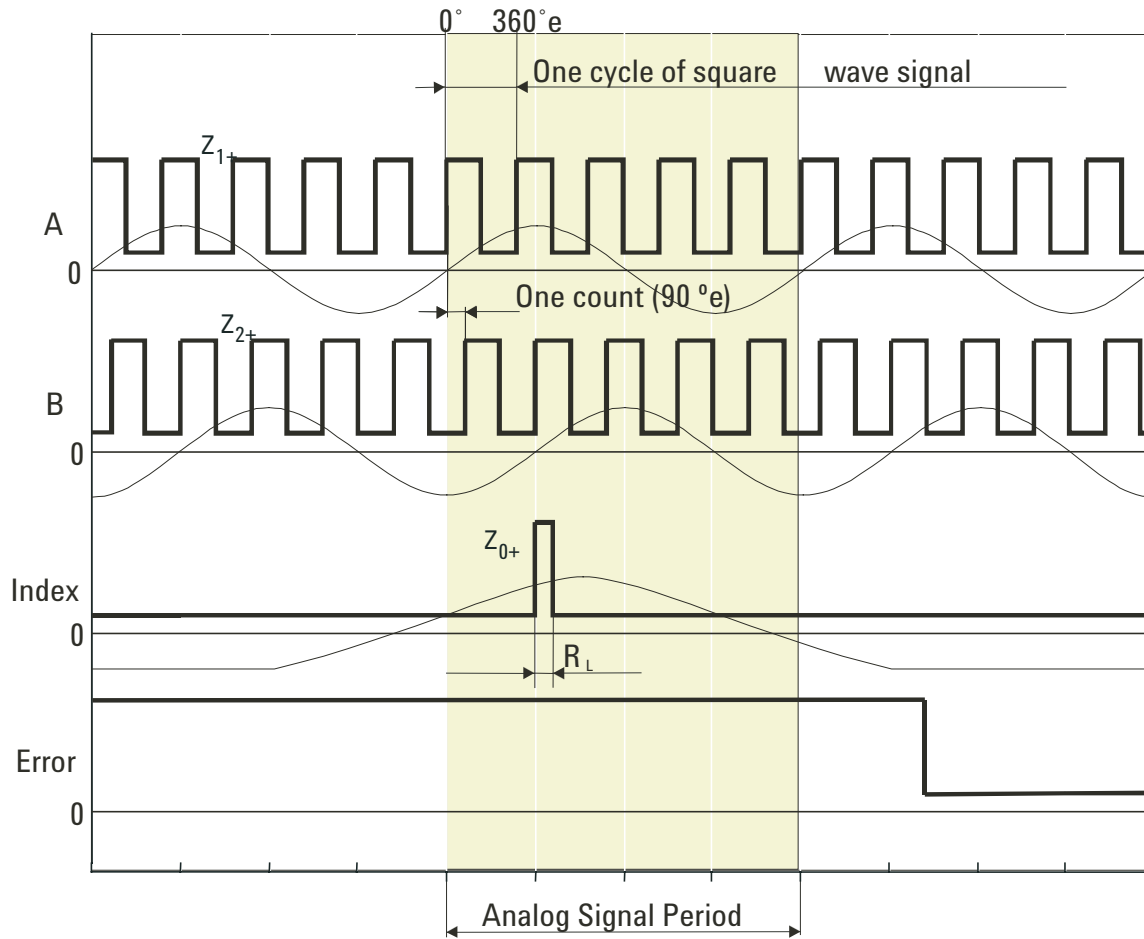 0° 360°e
One cycle of square wave signal
Z1+
A
0
One count (90 ºe)
Z2+
B
0
Z0+
Index
0
RL
Error
0
Analog Signal Period